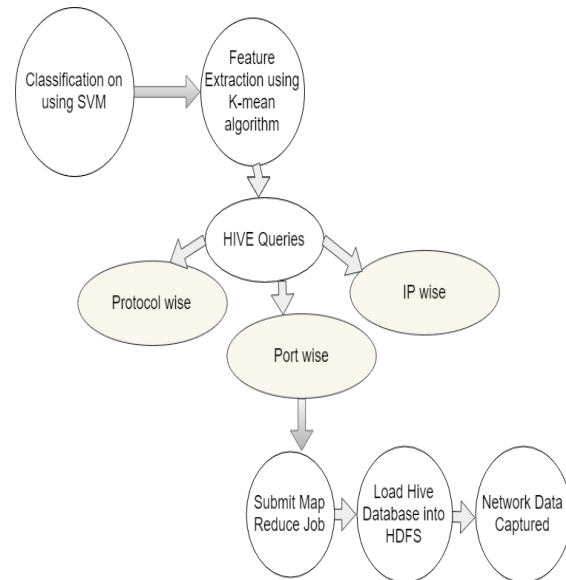 Classification on
using SVM
Feature
Extraction using
K-mean
algorithm
HIVE Queries
Protocol wise
IP wise
Port wise
Submit Map
Reduce Job
Load Hive
Database into
HDFS
Network Data
Captured